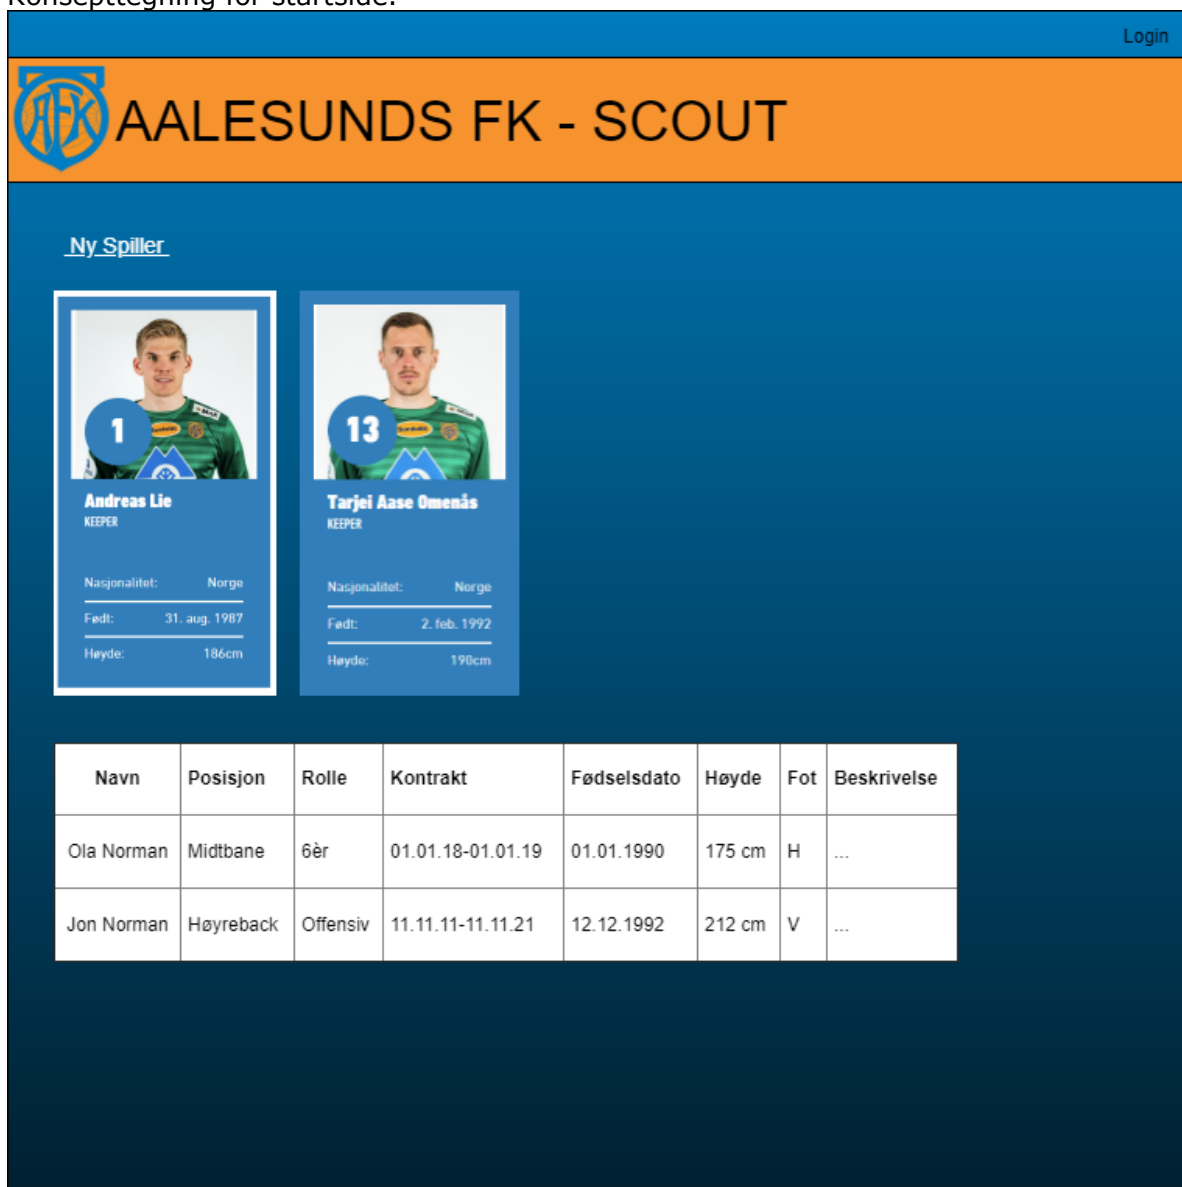 Konsepttegning for startside.
Login
AFK
AALESUNDS FK - SCOUT
Ny Spiller
1
Andreas Lie
KEEPER
Nasjonalitet: Norge
Født: 31. aug. 1987
Høyde: 186cm
13
Tarjei Aase Omenås
KEEPER
Nasjonalitet: Norge
Født: 2. feb. 1992
Høyde: 190cm
Navn Posisjon Rolle Kontrakt Fødselsdato Høyde Fot Beskrivelse
Ola Norman Midtbane 6èr 01.01.18-01.01.19 01.01.1990 175 cm H ...
Jon Norman Høyreback Offensiv 11.11.11-11.11.21 12.12.1992 212 cm V ...